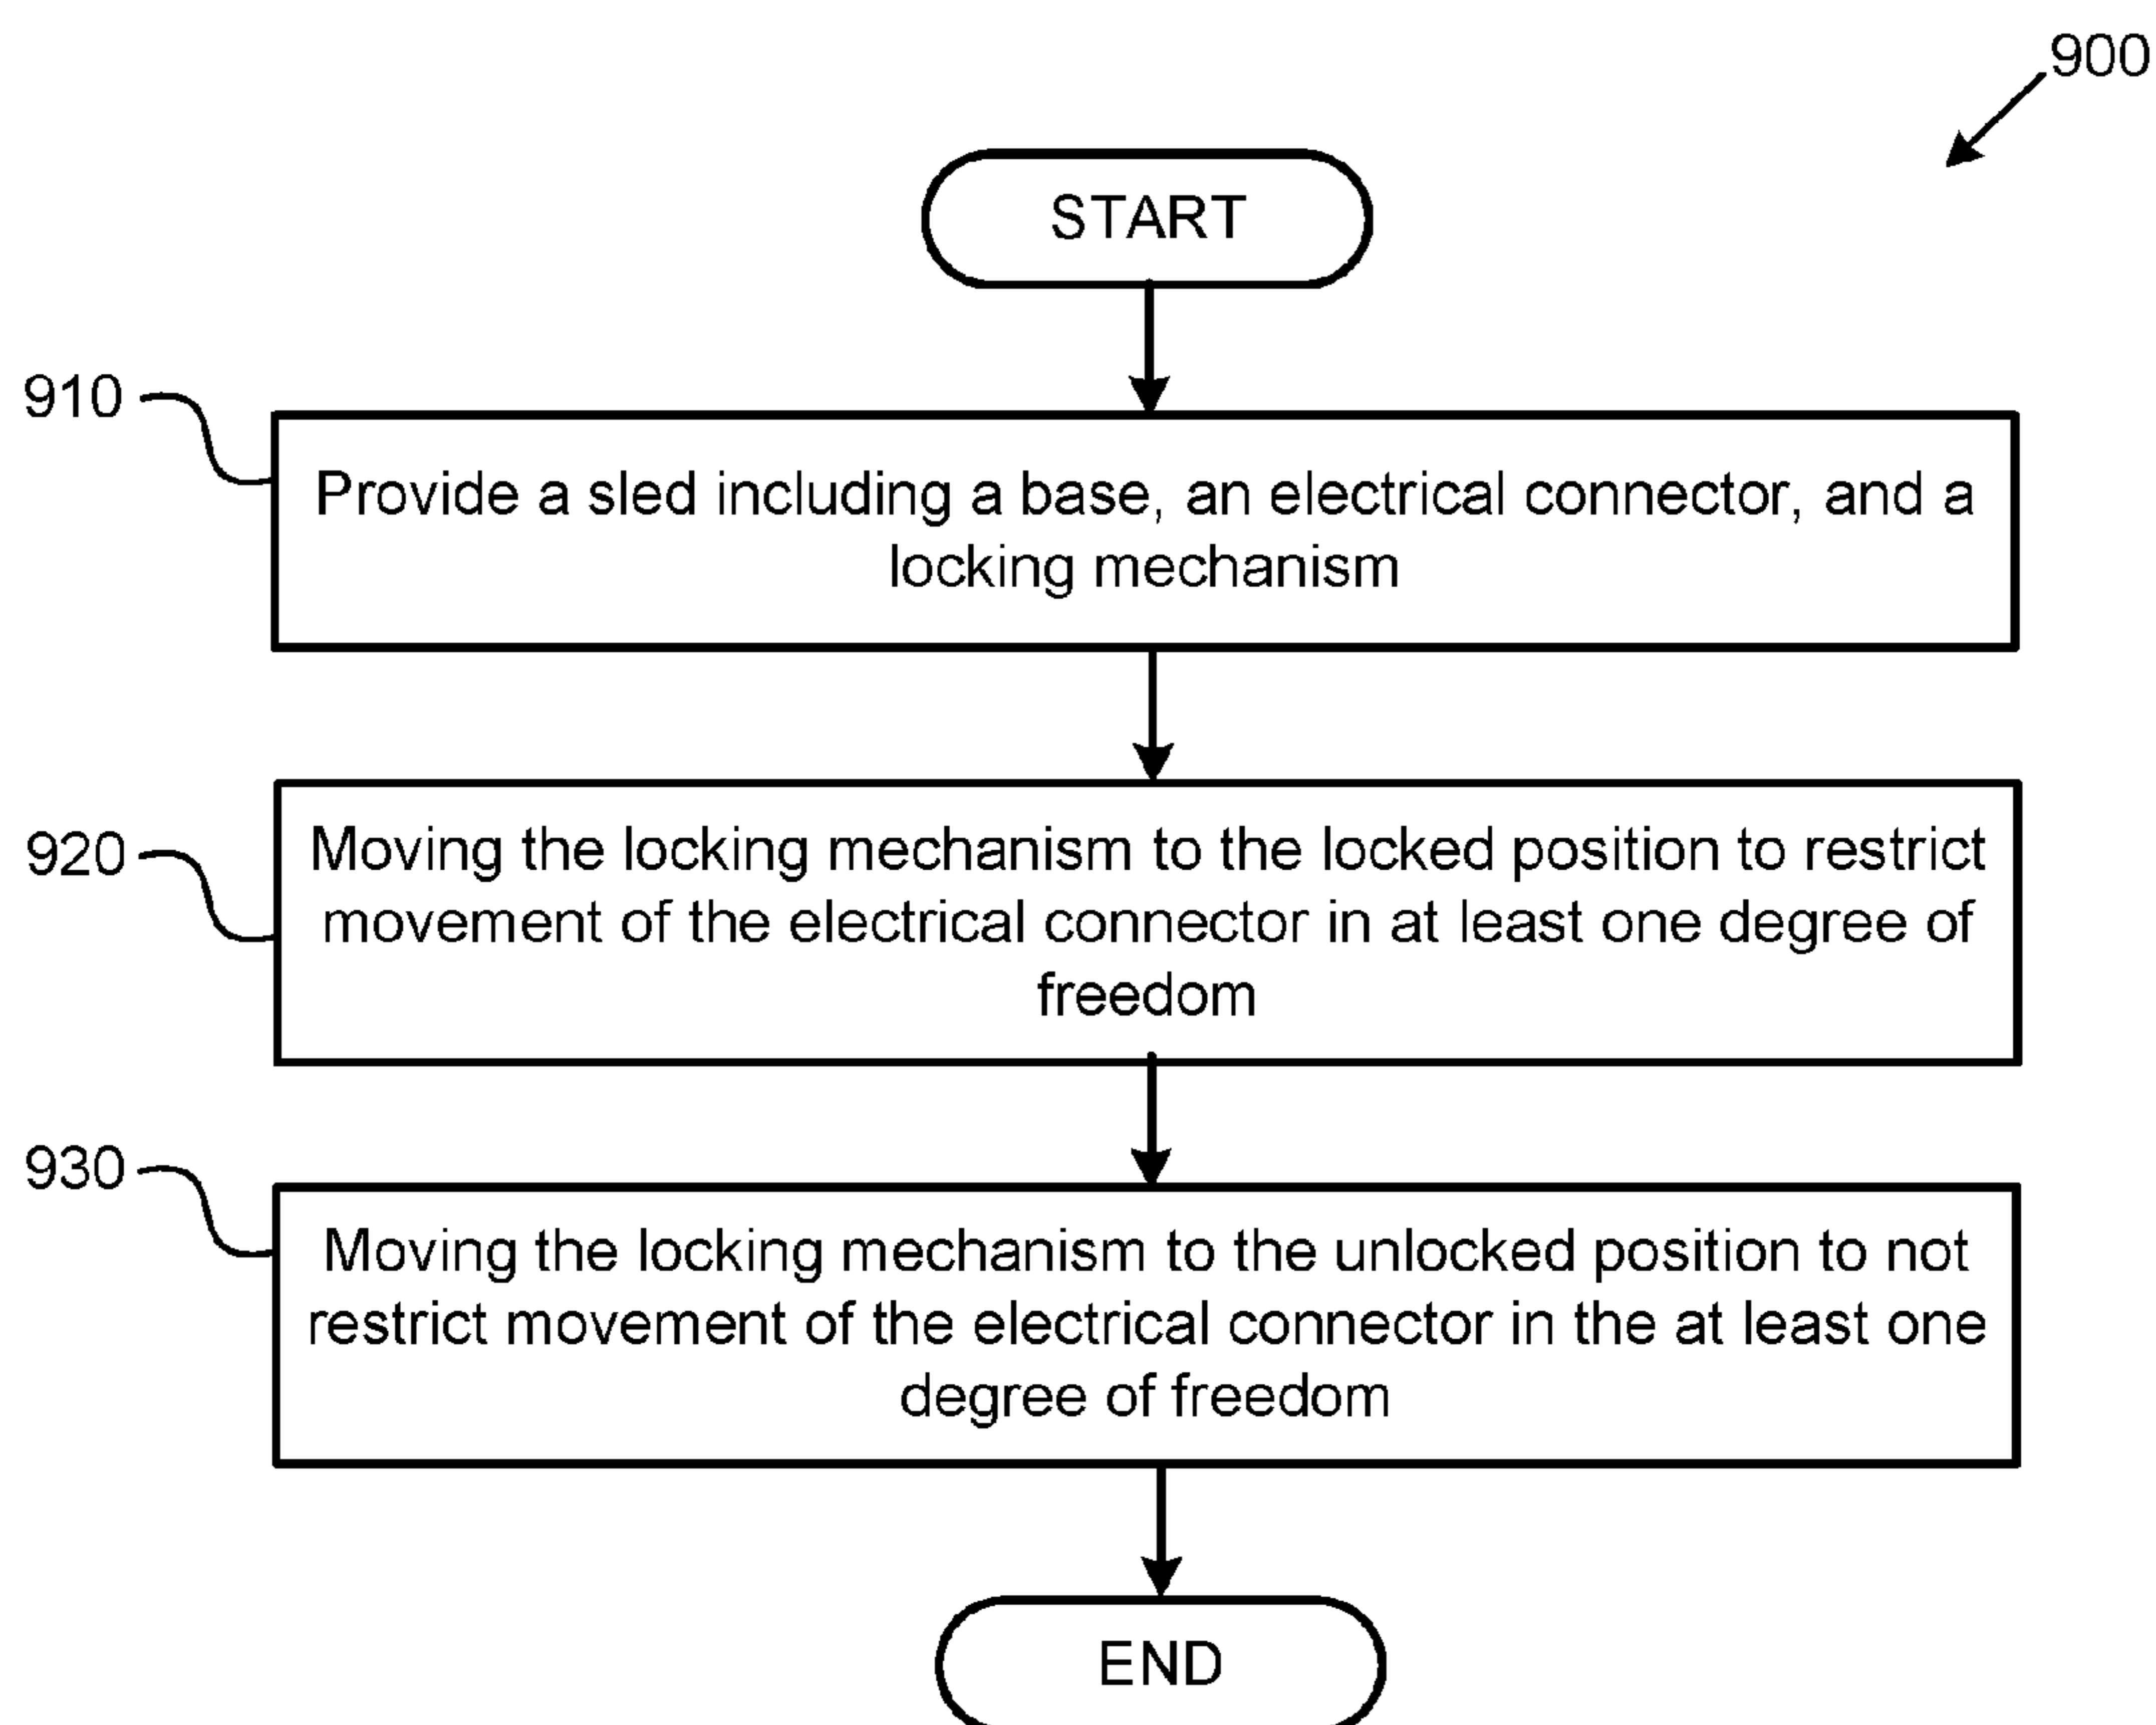 900
START
910
Provide a sled including a base, an electrical connector, and a
locking mechanism
920
Moving the locking mechanism to the locked position to restrict
movement of the electrical connector in at least one degree of
freedom
930
Moving the locking mechanism to the unlocked position to not
restrict movement of the electrical connector in the at least one
degree of freedom
END